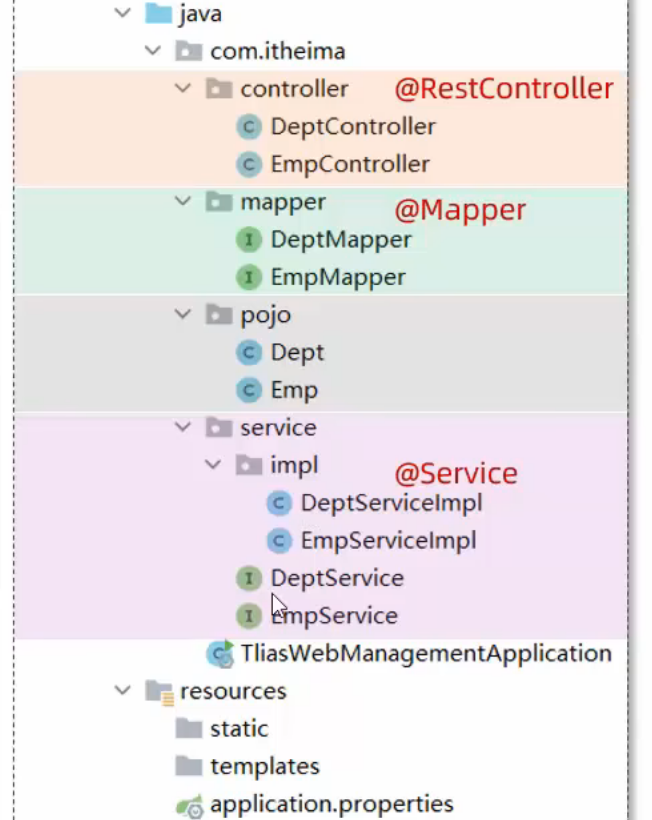 java
com.itheima
controller @RestController
DeptController
EmpController
mapper @Mapper
DeptMapper
EmpMapper
pojo
Dept
Emp
service
impl @Service
DeptServiceImpl
EmpServiceImpl
DeptService
EmpService
TliasWebManagementApplication
resources
static
templates
application.properties